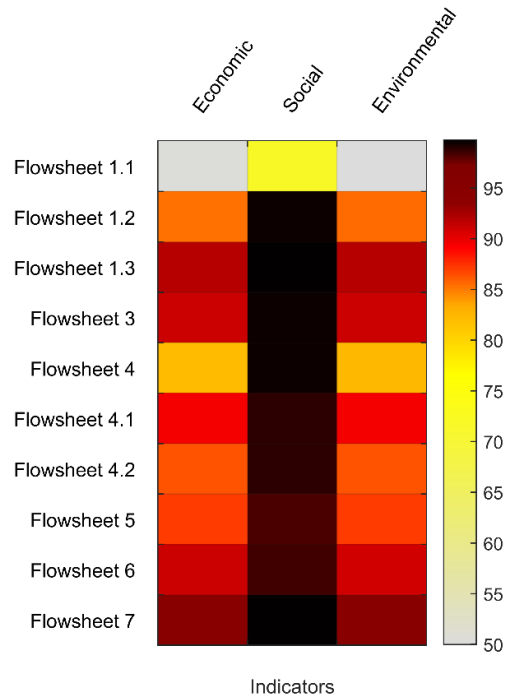 Economic
Social
Environmental
Flowsheet 1.1
Flowsheet 1.2
Flowsheet 1.3
Flowsheet 3
Flowsheet 4
Flowsheet 4.1
Flowsheet 4.2
Flowsheet 5
Flowsheet 6
Flowsheet 7
95
90
85
80
75
70
65
60
55
50
Indicators